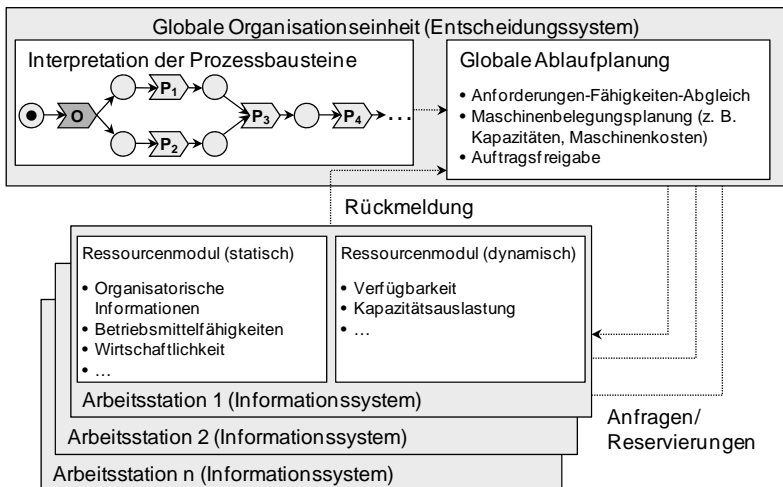 Globale Organisationseinheit (Entscheidungssystem)
Interpretation der Prozessbausteine
O
P1
P2
P3
P4
...
Globale Ablaufplanung
• Anforderungen-Fähigkeiten-Abgleich
• Maschinenbelegungsplanung (z. B.
Kapazitäten, Maschinenkosten)
• Auftragsfreigabe
Rückmeldung
Ressourcenmodul (statisch)
• Organisatorische
Informationen
• Betriebsmittelfähigkeiten
• Wirtschaftlichkeit
• ...
Ressourcenmodul (dynamisch)
• Verfügbarkeit
• Kapazitätsauslastung
• ...
Arbeitsstation 1 (Informationssystem)
Arbeitsstation 2 (Informationssystem)
Arbeitsstation n (Informationssystem)
Anfragen/
Reservierungen